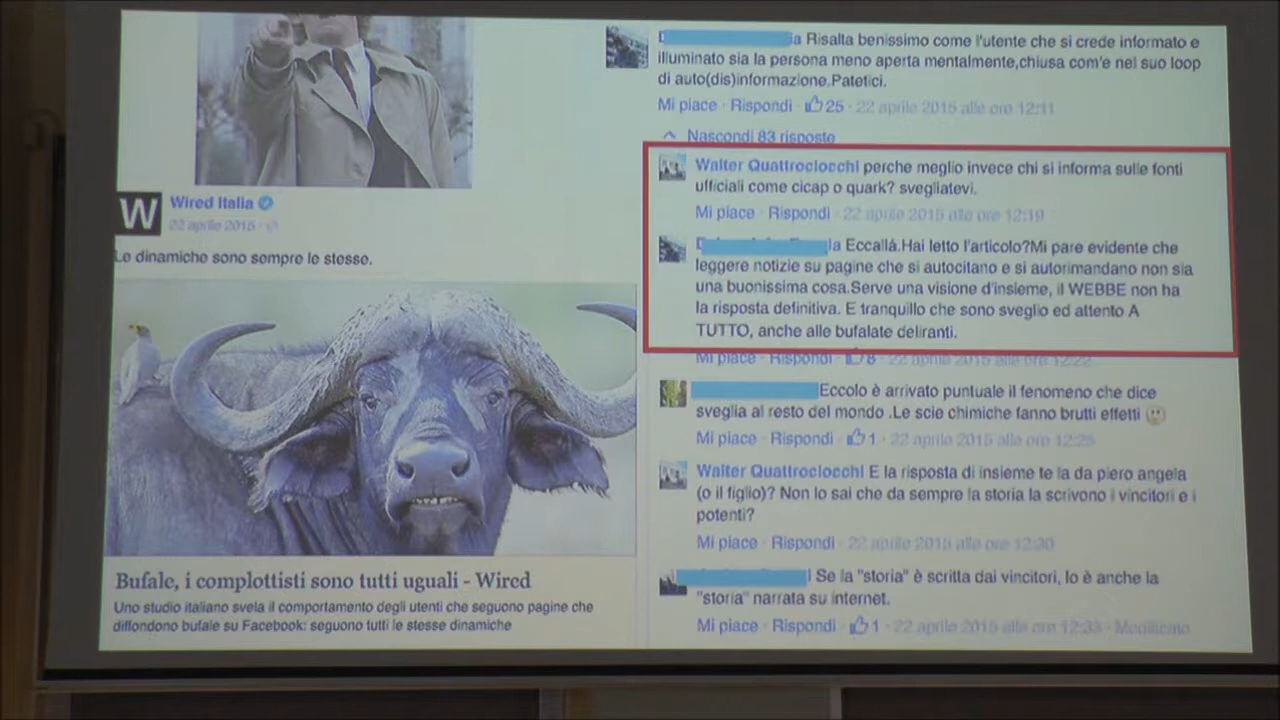 W
Wired Italia
22 aprile 2015
Le dinamiche sono sempre le stesse.
Bufale, i complottisti sono tutti uguali - Wired
Uno studio italiano svela il comportamento degli utenti che seguono pagine che
diffondono bufale su Facebook: seguono tutti le stesse dinamiche
la Risalta benissimo come l'utente che si crede informato e
illuminato sia la persona meno aperta mentalmente,chiusa com'è nel suo loop
di auto(dis)informazione.Patetici.
Mi piace · Rispondi · 25 · 22 aprile 2015 alle ore 12:11
Nascondi 83 risposte
Walter Quattrociocchi perche meglio invece chi si informa sulle fonti
ufficiali come cicap o quark? svegliatevi.
Mi piace · Rispondi · 22 aprile 2015 alle ore 12:19
la Eccallá.Hai letto l'articolo?Mi pare evidente che
leggere notizie su pagine che si autocitano e si autorimandano non sia
una buonissima cosa.Serve una visione d'insieme, il WEBBE non ha
la risposta definitiva. E tranquillo che sono sveglio ed attento A
TUTTO, anche alle bufalate deliranti.
Mi piace · Rispondi · 8 · 22 aprile 2015 alle ore 12:22
Eccolo è arrivato puntuale il fenomeno che dice
sveglia al resto del mondo .Le scie chimiche fanno brutti effetti
Mi piace · Rispondi · 1 · 22 aprile 2015 alle ore 12:25
Walter Quattrociocchi E la risposta di insieme te la da piero angela
(o il figlio)? Non lo sai che da sempre la storia la scrivono i vincitori e i
potenti?
Mi piace · Rispondi · 22 aprile 2015 alle ore 12:30
Se la "storia" è scritta dai vincitori, lo è anche la
"storia" narrata su internet.
Mi piace · Rispondi · 1 · 22 aprile 2015 alle ore 12:33 · Modificato